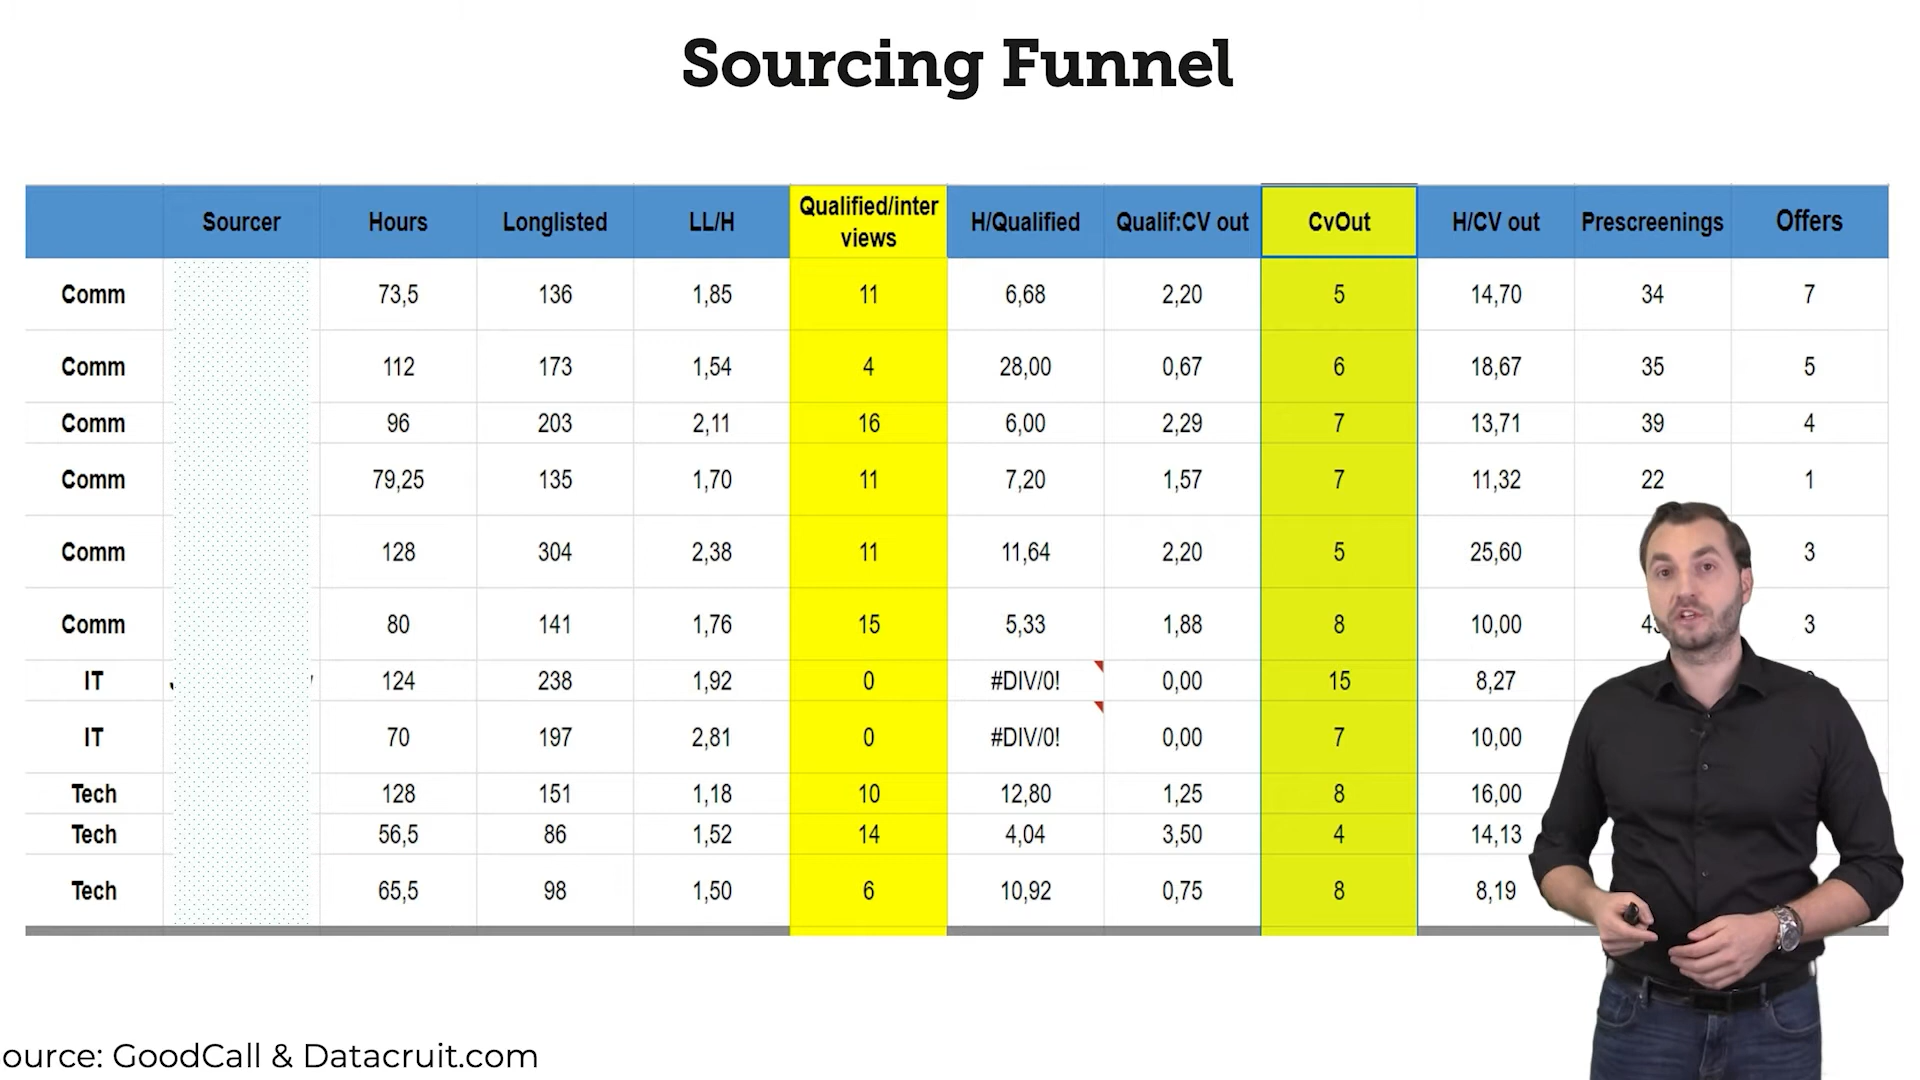 Sourcing Funnel
Sourcer Hours Longlisted LL/H Qualified/inter views H/Qualified Qualif:CV out CvOut H/CV out Prescreenings Offers
Comm 73,5 136 1,85 11 6,68 2,20 5 14,70 34 7
Comm 112 173 1,54 4 28,00 0,67 6 18,67 35 5
Comm 96 203 2,11 16 6,00 2,29 7 13,71 39 4
Comm 79,25 135 1,70 11 7,20 1,57 7 11,32 22 1
Comm 128 304 2,38 11 11,64 2,20 5 25,60 3
Comm 80 141 1,76 15 5,33 1,88 8 10,00 3
IT 124 238 1,92 0 #DIV/0! 0,00 15 8,27
IT 70 197 2,81 0 #DIV/0! 0,00 7 10,00
Tech 128 151 1,18 10 12,80 1,25 8 16,00
Tech 56,5 86 1,52 14 4,04 3,50 4 14,13
Tech 65,5 98 1,50 6 10,92 0,75 8 8,19
ource: GoodCall & Datacruit.com